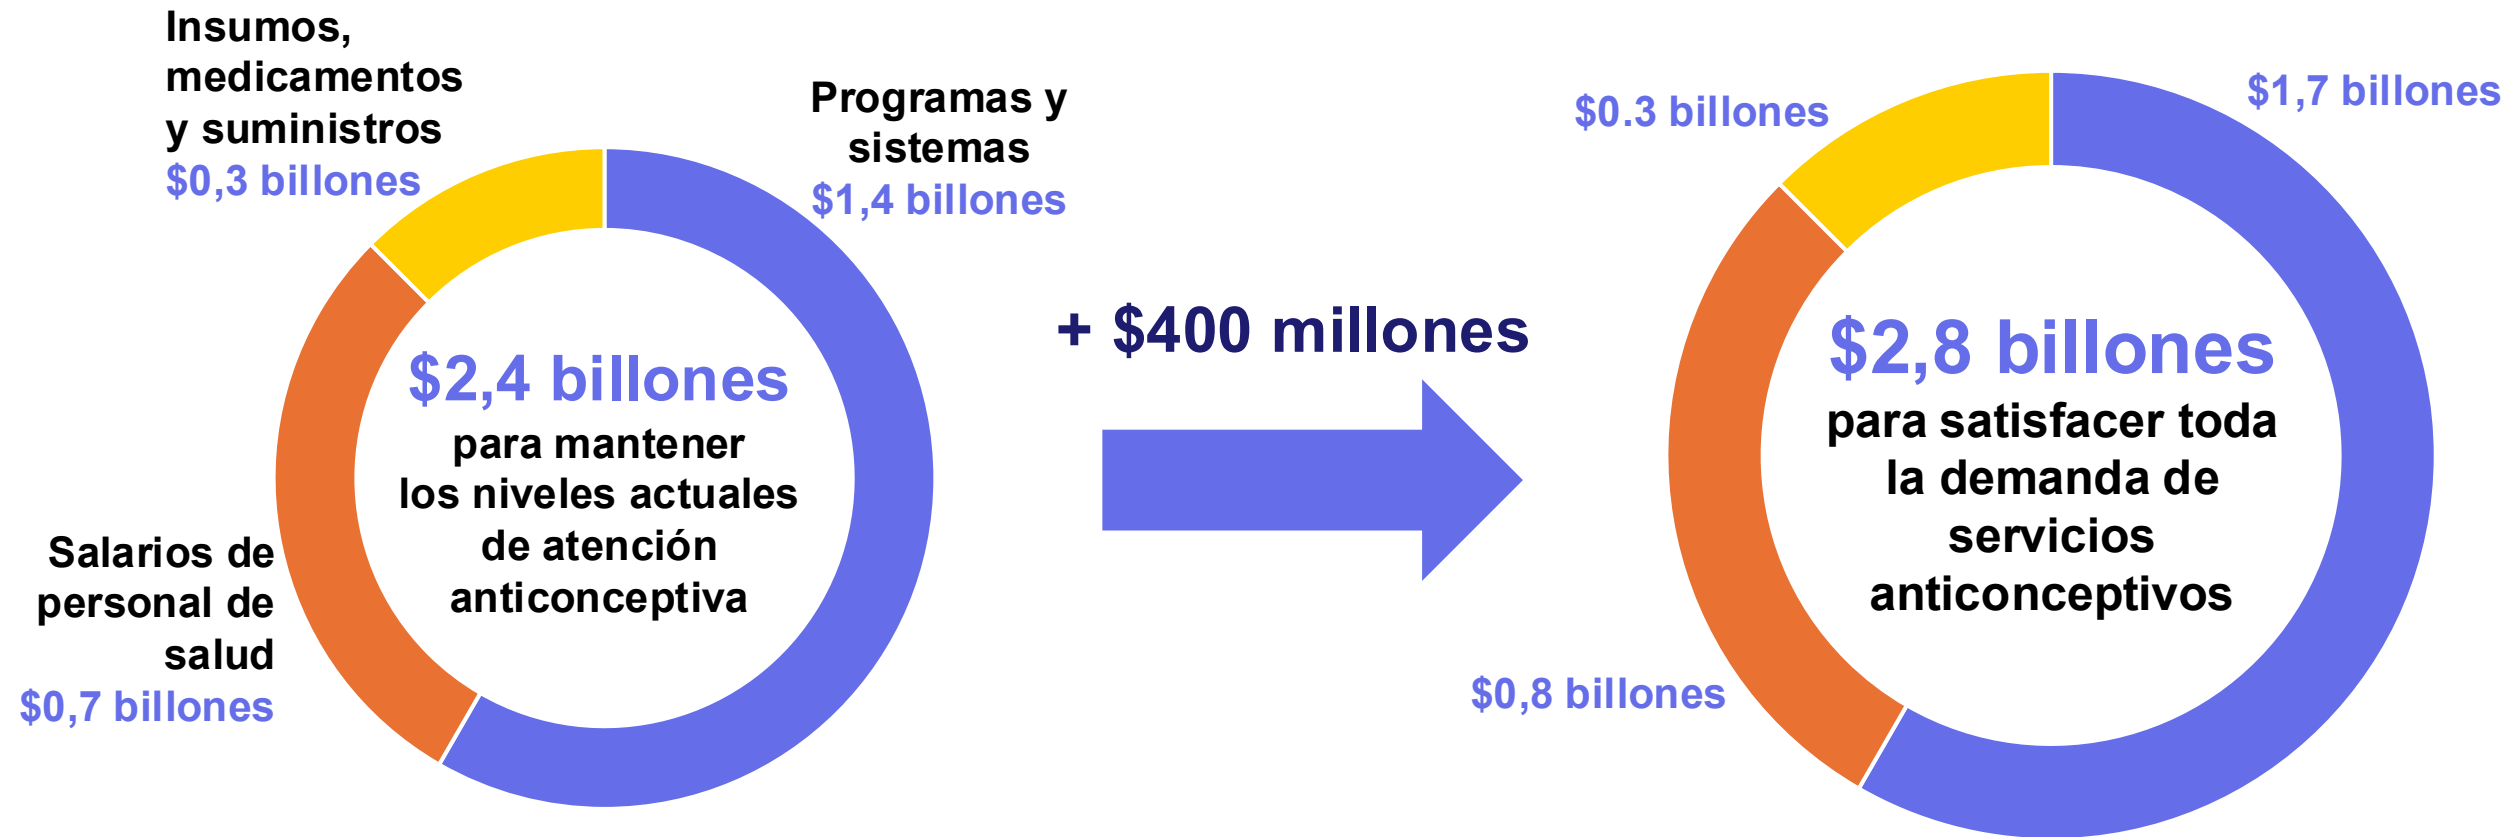 Insumos,
medicamentos
y suministros
$0,3 billones
Programas y
sistemas
$1,4 billones
$2,4 billones
para mantener
los niveles actuales
de atención
anticonceptiva
Salarios de
personal de
salud
$0,7 billones
+ $400 millones
$0.3 billones
$1,7 billones
$2,8 billones
para satisfacer toda
la demanda de
servicios
anticonceptivos
$0,8 billones